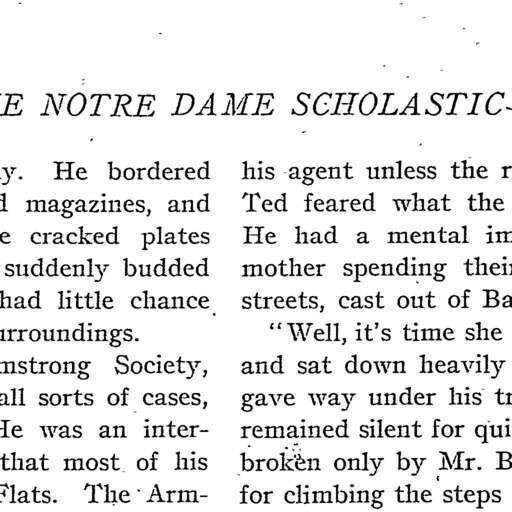 E NOTRE DAME SCHOLASTIC
y. He bordered
d magazines, and
e cracked plates
suddenly budded
had little chance
urroundings.
mstrong Society,
all sorts of cases,
He was an inter-
that most of his
Flats. The Arm-
his agent unless the r
Ted feared what the
He had a mental im
mother spending thei
streets, cast out of Ba
"Well, it's time she
and sat down heavily
gave way under his tr
remained silent for qui
broken only by Mr. B
for climbing the steps